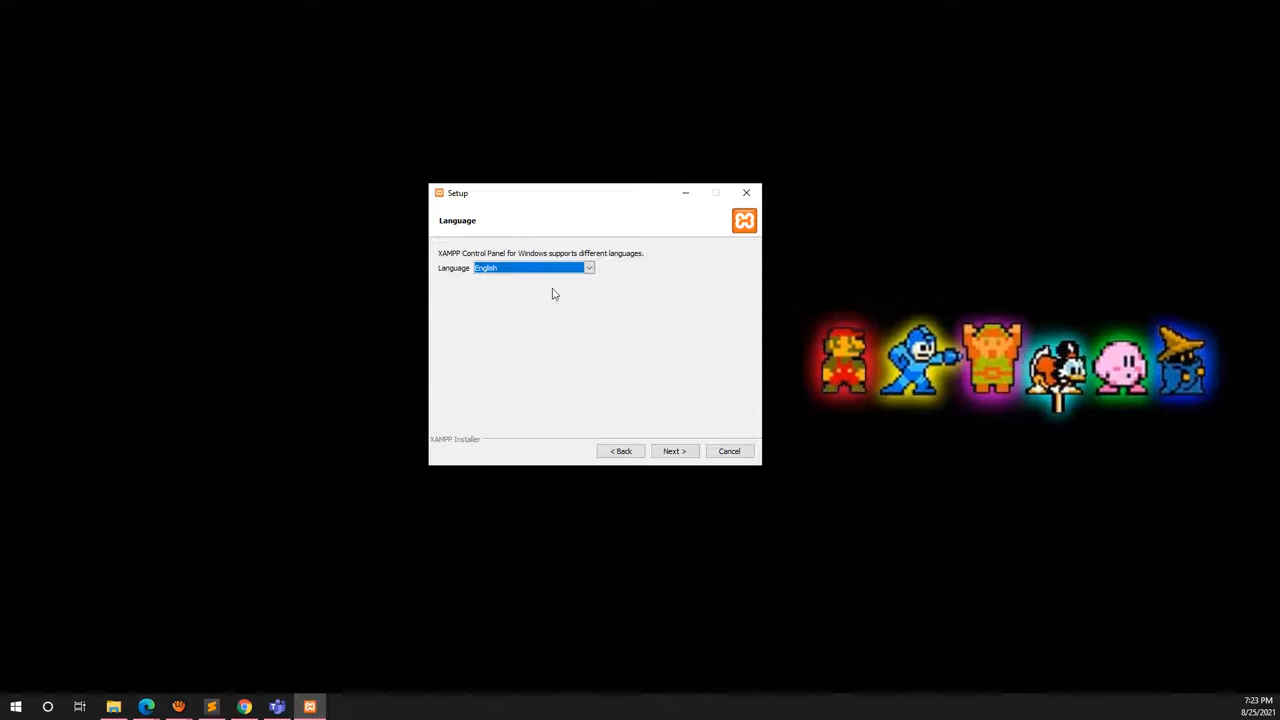 Setup
Language
XAMPP Control Panel for Windows supports different languages.
Language English
XAMPP Installer
< Back Next > Cancel
7:23 PM
8/25/2021